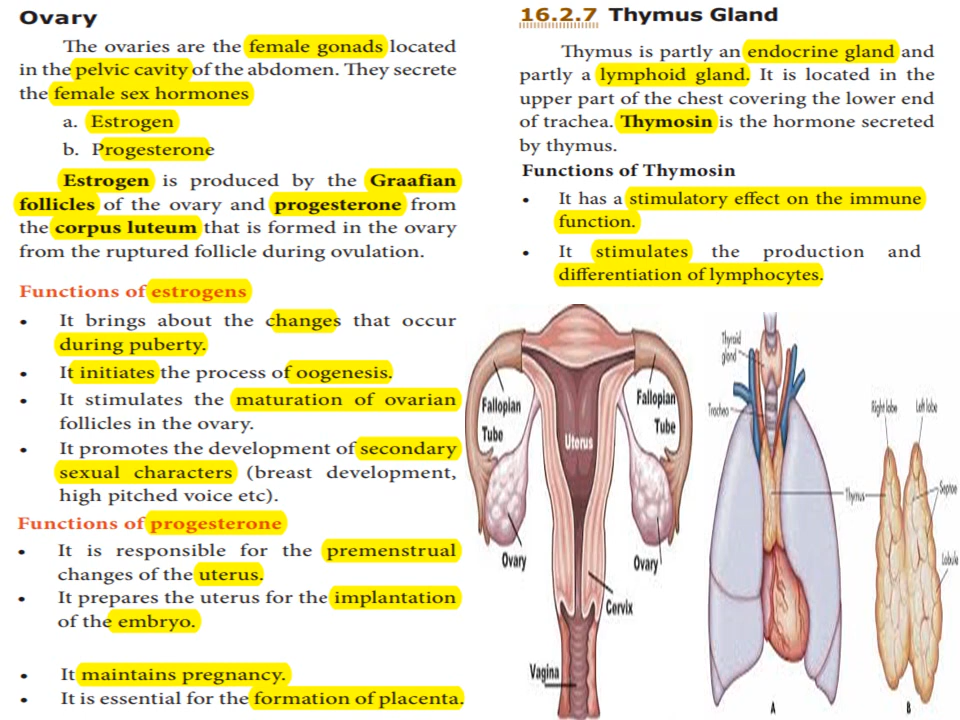 Ovary
The ovaries are the female gonads located
in the pelvic cavity of the abdomen. They secrete
the female sex hormones
a. Estrogen
b. Progesterone
Estrogen is produced by the Graafian
follicles of the ovary and progesterone from
the corpus luteum that is formed in the ovary
from the ruptured follicle during ovulation.
Functions of estrogens
• It brings about the changes that occur
during puberty.
• It initiates the process of oogenesis.
• It stimulates the maturation of ovarian
follicles in the ovary.
• It promotes the development of secondary
sexual characters (breast development,
high pitched voice etc).
Functions of progesterone
• It is responsible for the premenstrual
changes of the uterus.
• It prepares the uterus for the implantation
of the embryo.
• It maintains pregnancy.
• It is essential for the formation of placenta.
16.2.7 Thymus Gland
Thymus is partly an endocrine gland and
partly a lymphoid gland. It is located in the
upper part of the chest covering the lower end
of trachea. Thymosin is the hormone secreted
by thymus.
Functions of Thymosin
• It has a stimulatory effect on the immune
function.
• It stimulates the production and
differentiation of lymphocytes.
Fallopian
Tube
Uterus
Fallopian
Tube
Ovary
Ovary
Cervix
Vagina
Thyroid
gland
Trachea
Thymus
A
Right lobe
Left lobe
Septae
Lobule
B